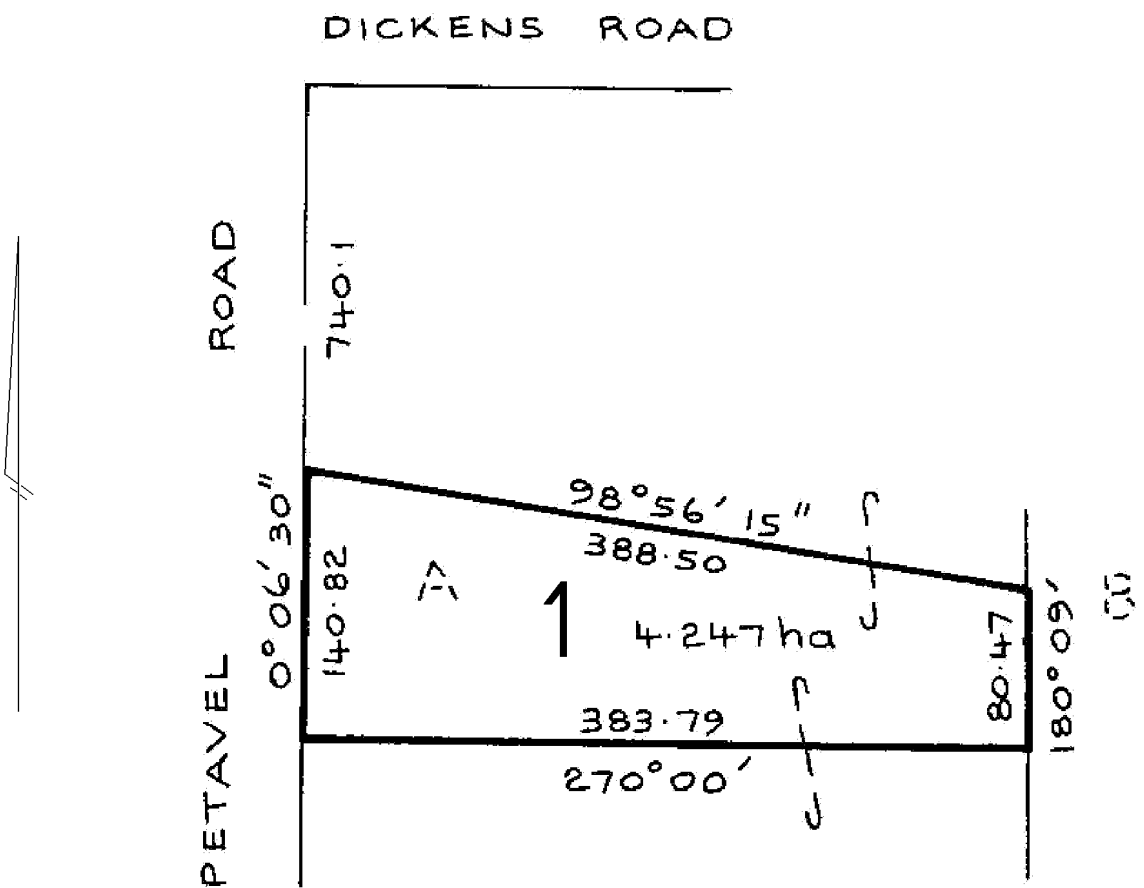 DICKENS ROAD
PETAVEL ROAD
740.1
98°56' 15"
388.50
0°06' 30"
140.82
A
1
4.247 ha
80.47
180°09'
383.79
270°00'